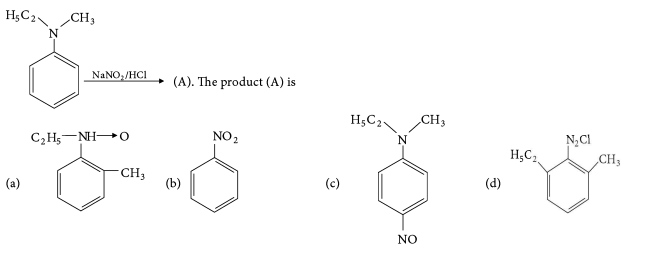 H₅C₂ CH₃
N
NaNO₂/HCl
(A). The product (A) is
C₂H₅—NH→O
CH₃
(a)
NO₂
(b)
H₅C₂ CH₃
N
NO
(c)
N₂Cl
H₅C₂ CH₃
(d)